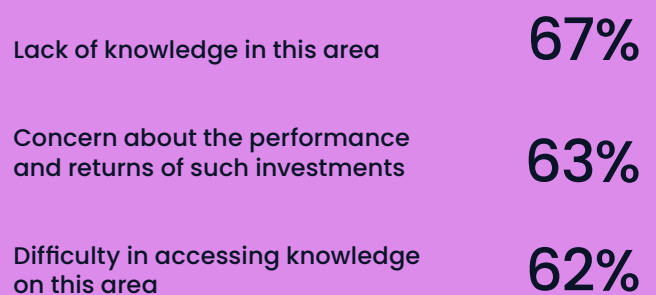 Lack of knowledge in this area 67%
Concern about the performance
and returns of such investments 63%
Difficulty in accessing knowledge
on this area 62%